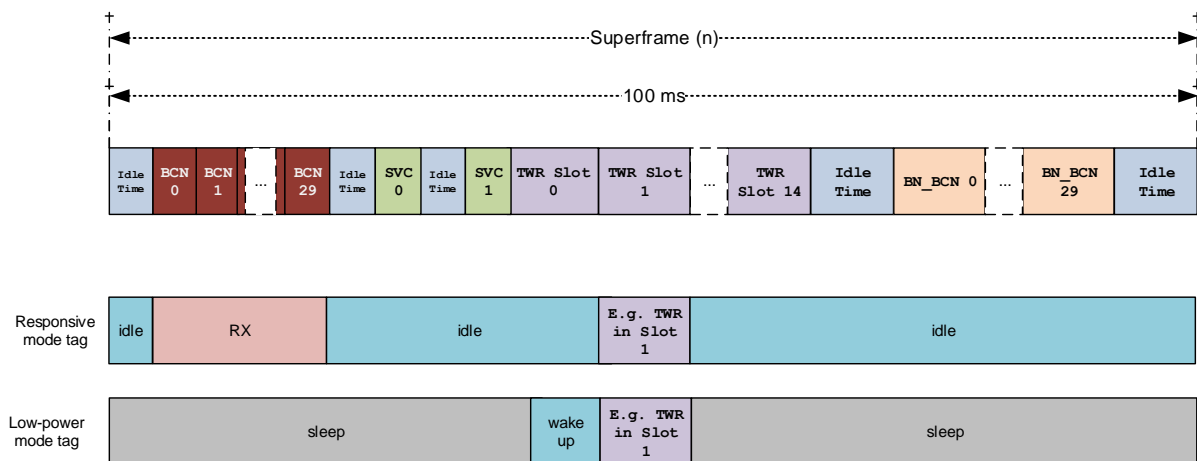 Superframe (n)
100 ms
Idle
Time
BCN
0
BCN
1
...
BCN
29
Idle
Time
SVC
0
Idle
Time
SVC
1
TWR Slot
0
TWR Slot
1
...
TWR
Slot 14
Idle
Time
BN_BCN 0
...
BN_BCN
29
Idle
Time
Responsive
mode tag
idle
RX
idle
E.g. TWR
in Slot
1
idle
Low-power
mode tag
sleep
wake
up
E.g. TWR
in Slot
1
sleep